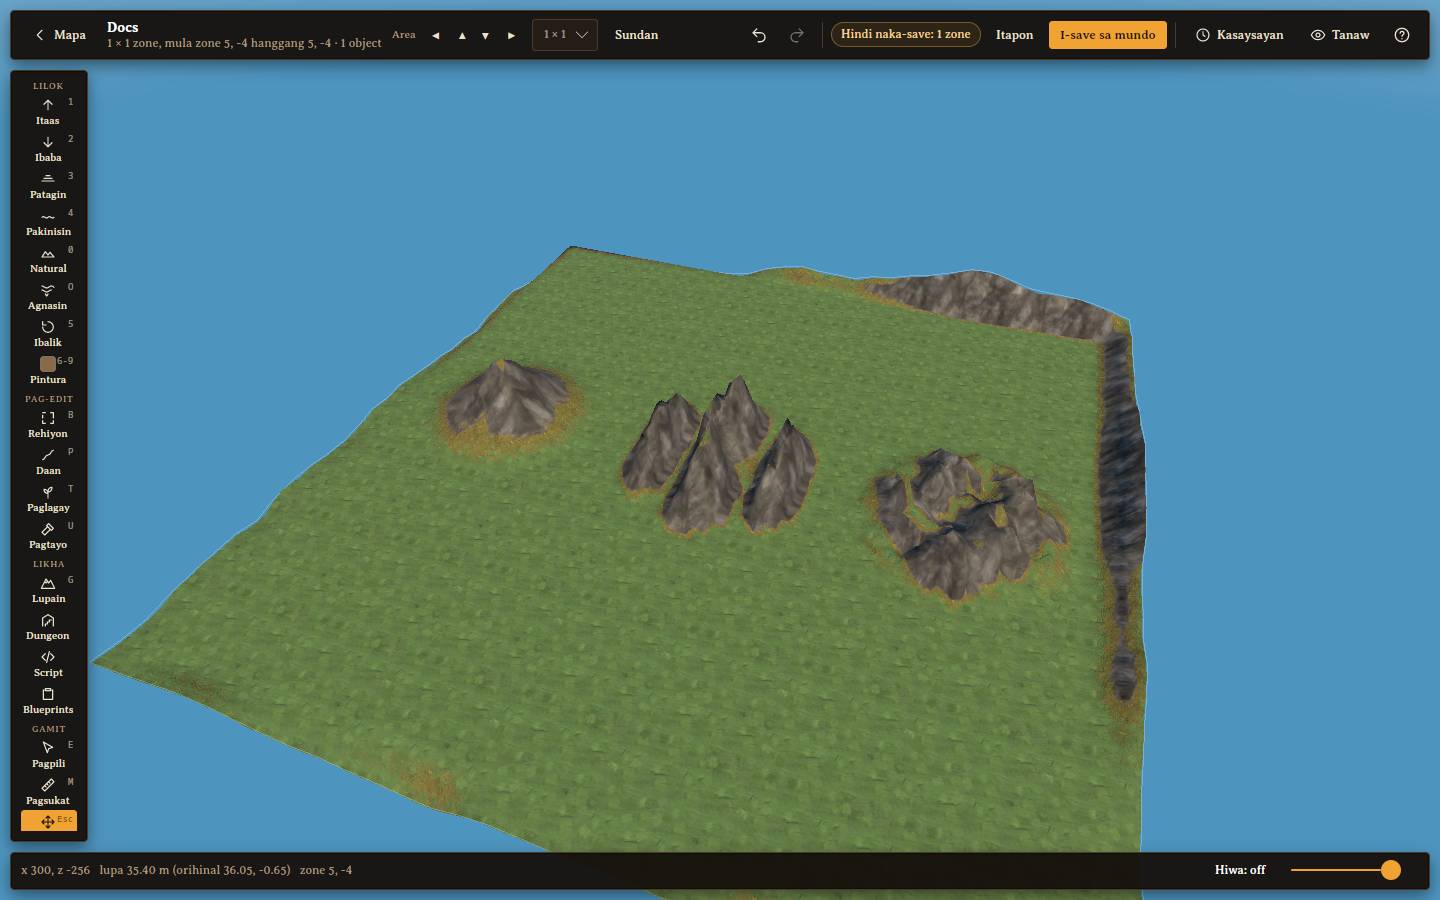 Mapa
Docs
1 × 1 zone, mula zone 5, -4 hanggang 5, -4 · 1 object
Area
1 × 1
Sundan
Hindi naka-save: 1 zone
Itapon
I-save sa mundo
Kasaysayan
Tanaw
LILOK
1
Itaas
2
Ibaba
3
Patagin
4
Pakinisin
0
Natural
O
Agnasin
5
Ibalik
6-9
Pintura
PAG-EDIT
B
Rehiyon
P
Daan
T
Paglagay
U
Pagtayo
LIKHA
G
Lupain
Dungeon
Script
Blueprints
GAMIT
E
Pagpili
M
Pagsukat
Esc
x 300, z -256 lupa 35.40 m (orihinal 36.05, -0.65) zone 5, -4
Hiwa: off